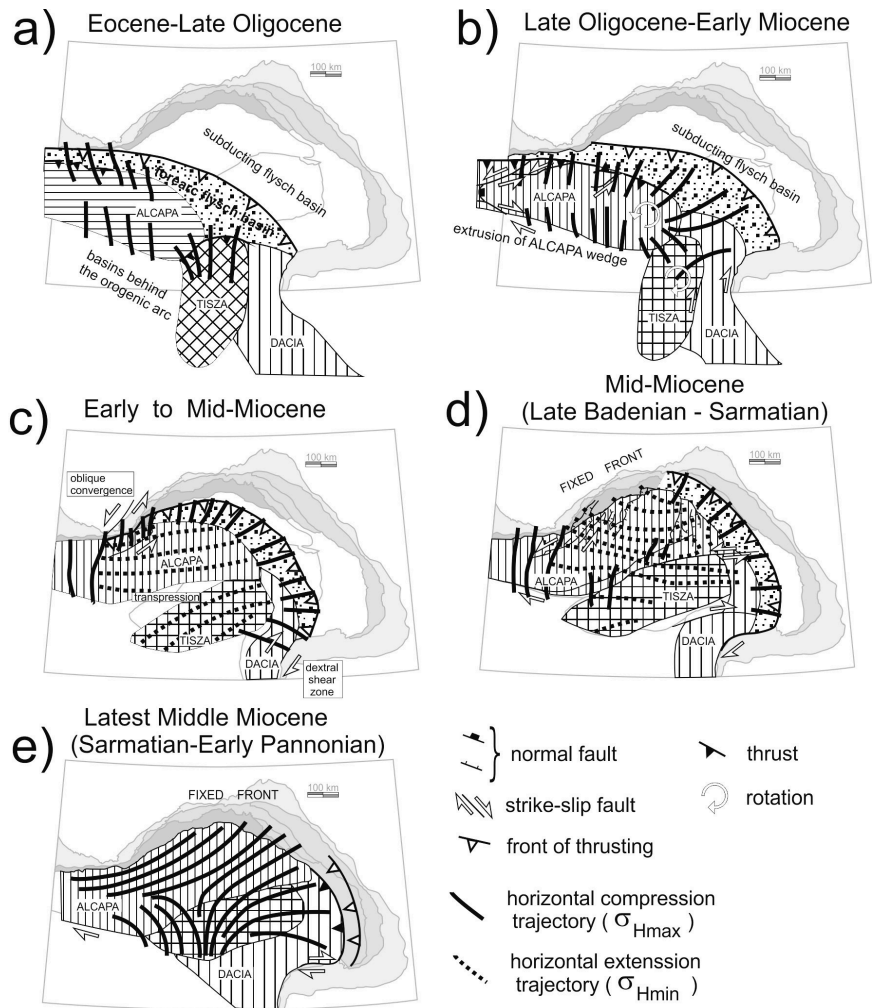 a)
Eocene-Late Oligocene
100 km
subducting flysch basin
forearc flysch basin
ALCAPA
basins behind
the orogenic arc
TISZA
DACIA
b)
Late Oligocene-Early Miocene
100 km
subducting flysch basin
ALCAPA
extrusion of ALCAPA wedge
TISZA
DACIA
c)
Early to Mid-Miocene
100 km
oblique
convergence
ALCAPA
transpression
TISZA
DACIA
dextral
shear
zone
d)
Mid-Miocene
(Late Badenian - Sarmatian)
100 km
FIXED FRONT
ALCAPA
TISZA
DACIA
e)
Latest Middle Miocene
(Sarmatian-Early Pannonian)
100 km
FIXED FRONT
ALCAPA
DACIA
normal fault
thrust
strike-slip fault
rotation
front of thrusting
horizontal compression
trajectory ( σHmax )
horizontal extenssion
trajectory ( σHmin )